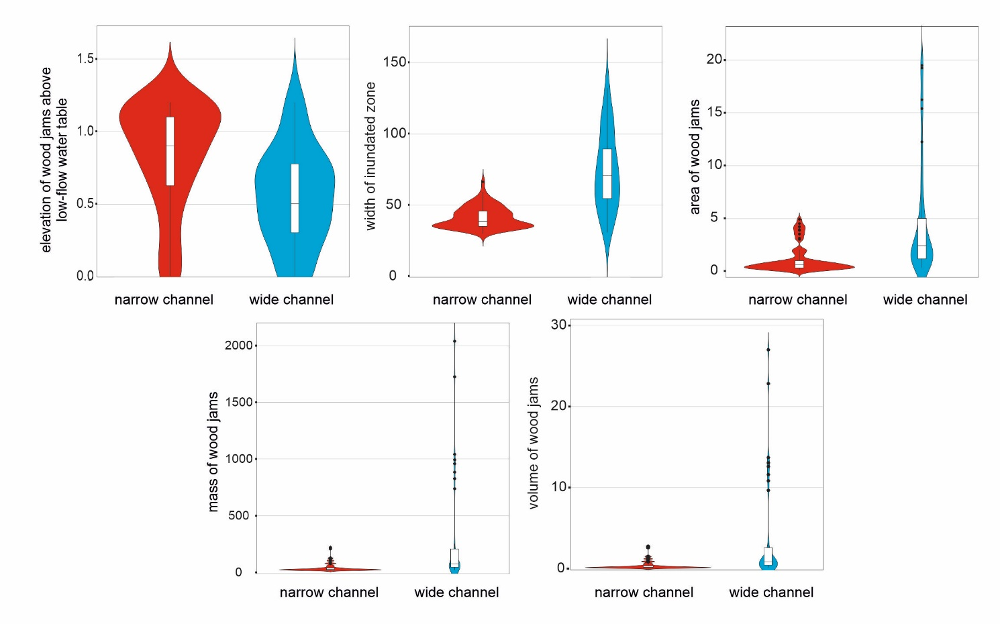 elevation of wood jams above
low-flow water table
1.5
1.0
0.5
0.0
narrow channel
wide channel
width of inundated zone
150
100
50
0
narrow channel
wide channel
area of wood jams
20
15
10
5
0
narrow channel
wide channel
mass of wood jams
2000
1500
1000
500
0
narrow channel
wide channel
volume of wood jams
30
20
10
0
narrow channel
wide channel